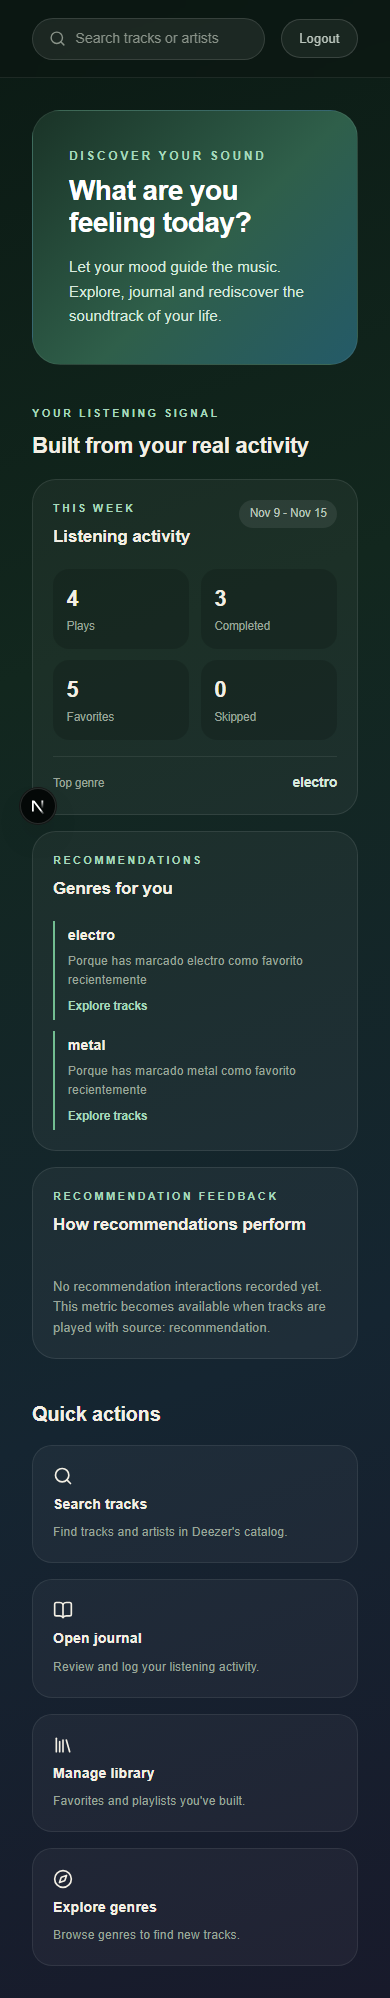 Search tracks or artists
Logout
DISCOVER YOUR SOUND
What are you
feeling today?
Let your mood guide the music.
Explore, journal and rediscover the
soundtrack of your life.
YOUR LISTENING SIGNAL
Built from your real activity
THIS WEEK
Nov 9 - Nov 15
Listening activity
4
Plays
3
Completed
5
Favorites
0
Skipped
Top genre
electro
N
RECOMMENDATIONS
Genres for you
electro
Porque has marcado electro como favorito
recientemente
Explore tracks
metal
Porque has marcado metal como favorito
recientemente
Explore tracks
RECOMMENDATION FEEDBACK
How recommendations perform
No recommendation interactions recorded yet.
This metric becomes available when tracks are
played with source: recommendation.
Quick actions
Search tracks
Find tracks and artists in Deezer's catalog.
Open journal
Review and log your listening activity.
Manage library
Favorites and playlists you've built.
Explore genres
Browse genres to find new tracks.